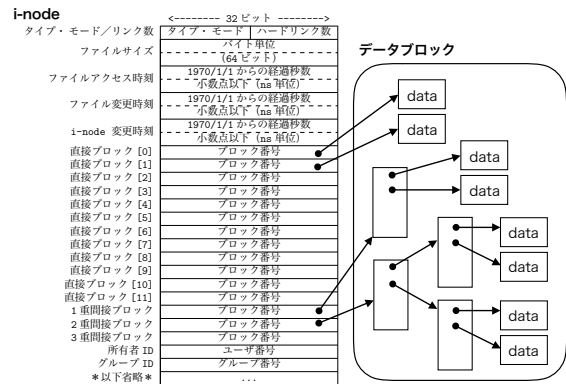 i-node
<-------- 32 ビット -------->
タイプ・モード／リンク数 タイプ・モード ハードリンク数
ファイルサイズ バイト単位
(64 ビット)
ファイルアクセス時刻 1970/1/1 からの経過秒数
小数点以下 (ns 単位)
ファイル変更時刻 1970/1/1 からの経過秒数
小数点以下 (ns 単位)
i-node 変更時刻 1970/1/1 からの経過秒数
小数点以下 (ns 単位)
直接ブロック [0] ブロック番号
直接ブロック [1] ブロック番号
直接ブロック [2] ブロック番号
直接ブロック [3] ブロック番号
直接ブロック [4] ブロック番号
直接ブロック [5] ブロック番号
直接ブロック [6] ブロック番号
直接ブロック [7] ブロック番号
直接ブロック [8] ブロック番号
直接ブロック [9] ブロック番号
直接ブロック [10] ブロック番号
直接ブロック [11] ブロック番号
1 重間接ブロック ブロック番号
2 重間接ブロック ブロック番号
3 重間接ブロック ブロック番号
所有者 ID ユーザ番号
グループ ID グループ番号
＊以下省略＊ ...
データブロック
data
data
data
data
data
data
data
data